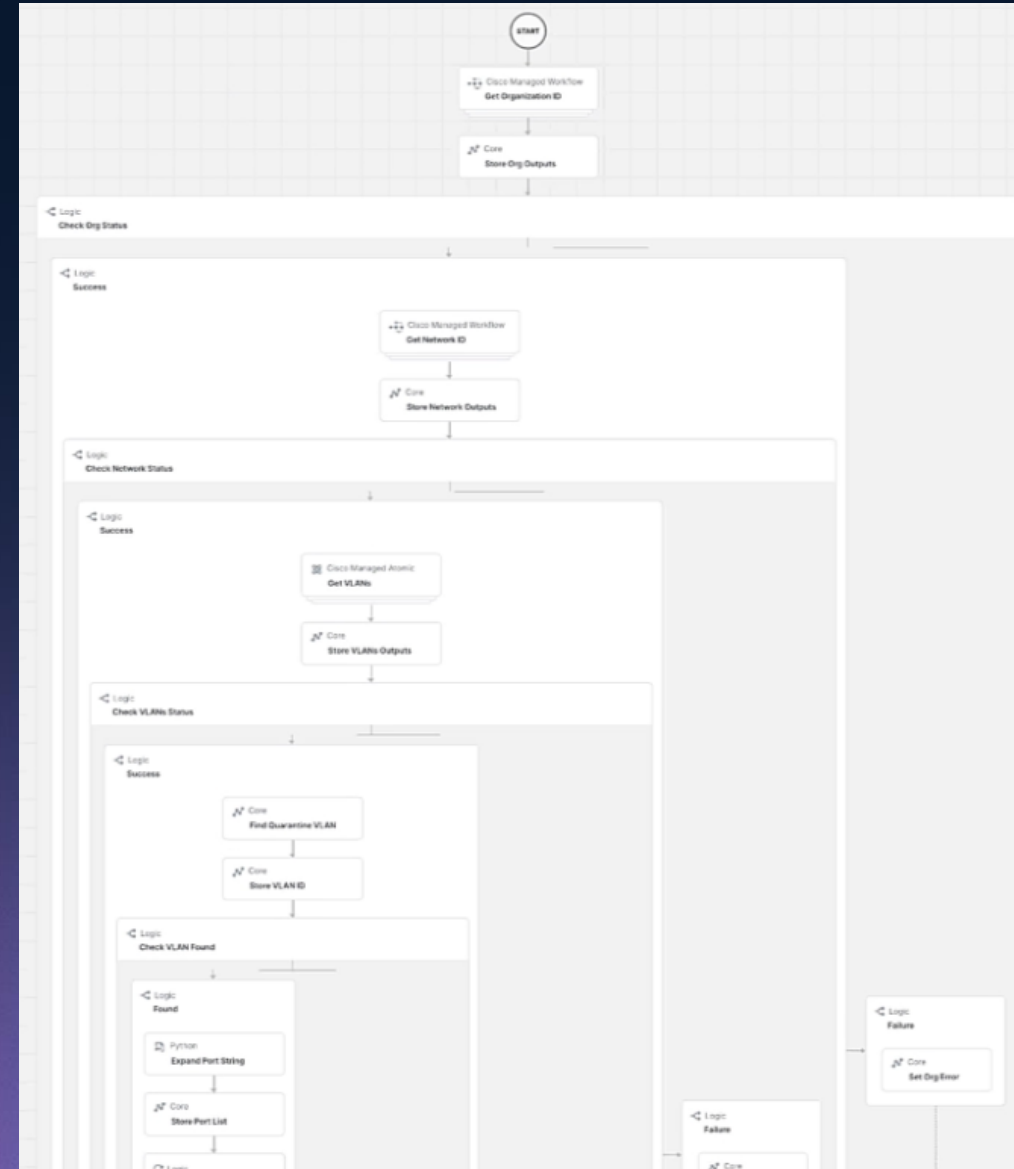 START
Cisco Managed Workflow
Get Organization ID
Core
Store Org Outputs
Logic
Check Org Status
Logic
Success
Cisco Managed Workflow
Get Network ID
Core
Store Network Outputs
Logic
Check Network Status
Logic
Success
Cisco Managed Atomic
Get VLANs
Core
Store VLANs Outputs
Logic
Check VLANs Status
Logic
Success
Core
Find Quarantine VLAN
Core
Store VLAN ID
Logic
Check VLAN Found
Logic
Found
Python
Expand Port String
Core
Store Port List
Logic
Logic
Failure
Core
Set Org Error
Logic
Failure
Core